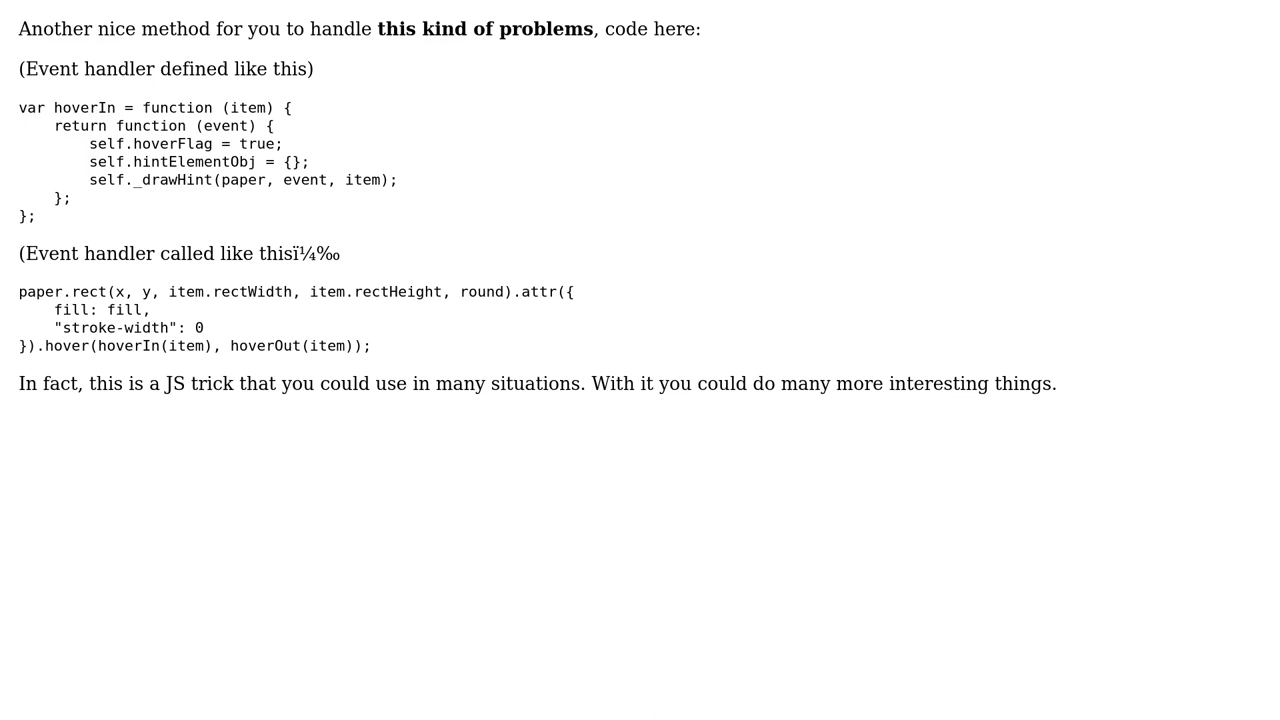 Another nice method for you to handle this kind of problems, code here:
(Event handler defined like this)
var hoverIn = function (item) {
    return function (event) {
        self.hoverFlag = true;
        self.hintElementObj = {};
        self._drawHint(paper, event, item);
    };
};
(Event handler called like thisï¼‰
paper.rect(x, y, item.rectWidth, item.rectHeight, round).attr({
    fill: fill,
    "stroke-width": 0
}).hover(hoverIn(item), hoverOut(item));
In fact, this is a JS trick that you could use in many situations. With it you could do many more interesting things.